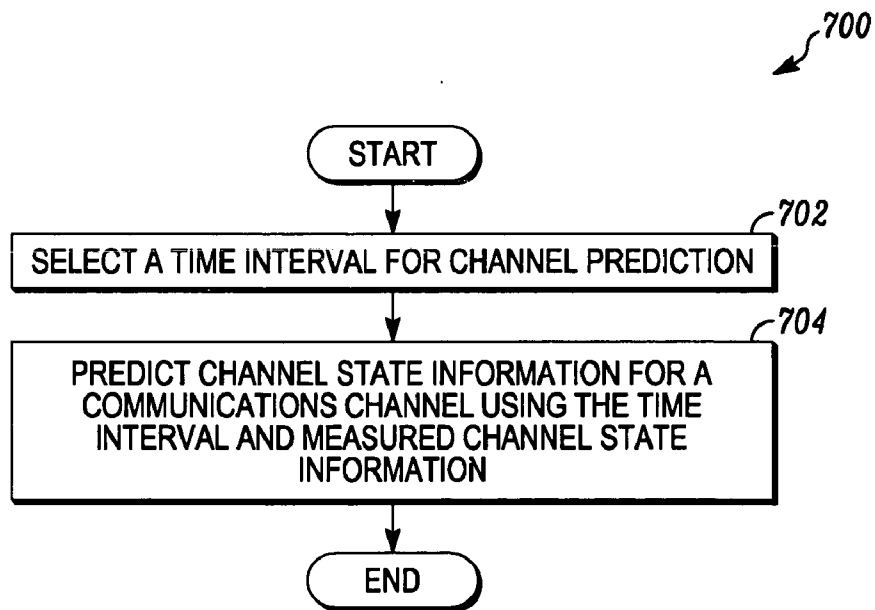 700
START
702
SELECT A TIME INTERVAL FOR CHANNEL PREDICTION
704
PREDICT CHANNEL STATE INFORMATION FOR A
COMMUNICATIONS CHANNEL USING THE TIME
INTERVAL AND MEASURED CHANNEL STATE
INFORMATION
END